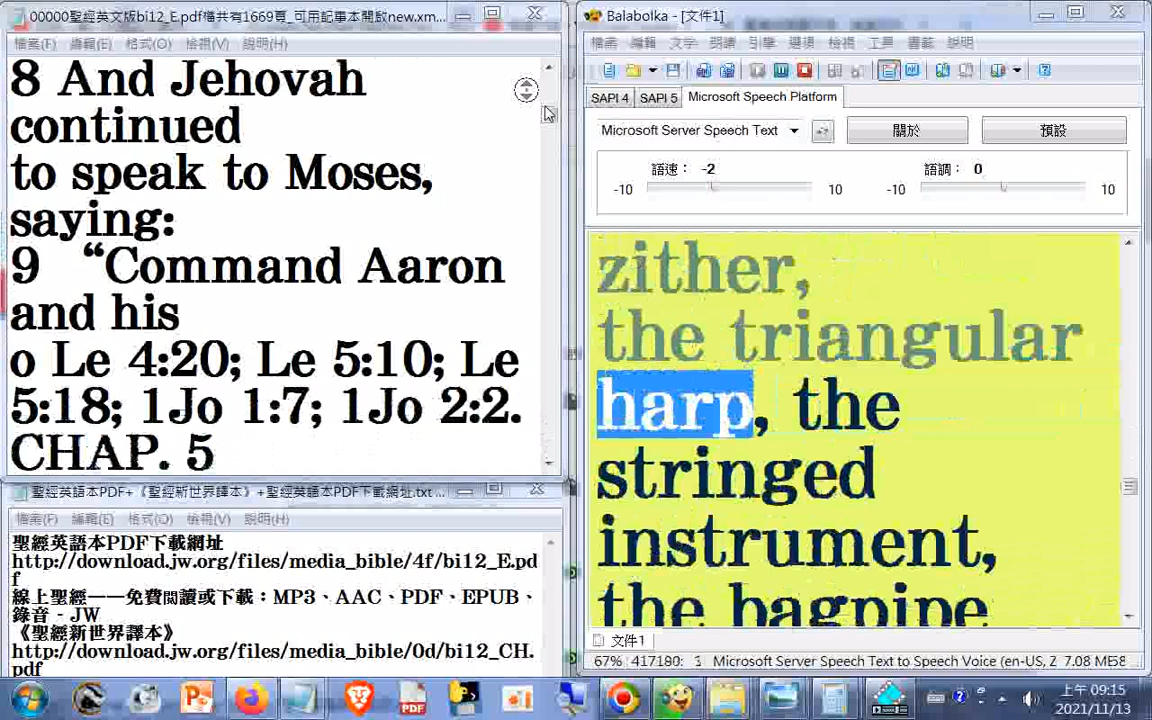 00000聖經英文版bi12_E.pdf檔共有1669頁_可用記事本開啟new.xm...
檔案(F) 編輯(E) 格式(O) 檢視(V) 說明(H)
8 And Jehovah
continued
to speak to Moses,
saying:
9 “Command Aaron
and his
o Le 4:20; Le 5:10; Le
5:18; 1Jo 1:7; 1Jo 2:2.
CHAP. 5
聖經英語本PDF+《聖經新世界譯本》+聖經英語本PDF下載網址.txt ...
檔案(F) 編輯(E) 格式(O) 檢視(V) 說明(H)
聖經英語本PDF下載網址
http://download.jw.org/files/media_bible/4f/bi12_E.pd
f
線上聖經——免費閱讀或下載：MP3、AAC、PDF、EPUB、
錄音 - JW
《聖經新世界譯本》
http://download.jw.org/files/media_bible/0d/bi12_CH.
pdf
Balabolka - [文件1]
檔案 編輯 文字 朗讀 引擎 選項 檢視 工具 書籤 說明
SAPI 4 SAPI 5 Microsoft Speech Platform
Microsoft Server Speech Text 關於 預設
語速： -2 語調： 0
-10 10 -10 10
zither,
the triangular
harp, the
stringed
instrument,
the bagpipe
文件1
67% 417180: 1 Microsoft Server Speech Text to Speech Voice (en-US, Z 7.08 ME58
PDF
上午 09:15
2021/11/13